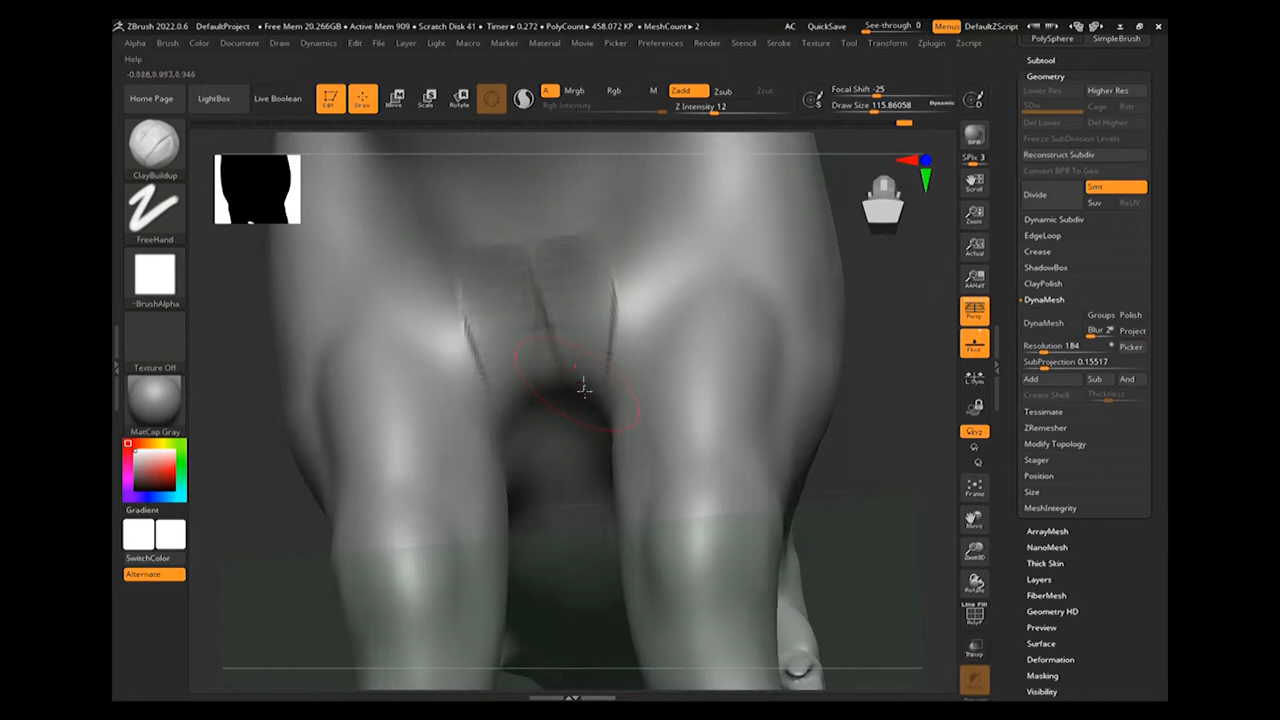 ZBrush 2022.0.6 DefaultProject • Free Mem 20.266GB • Active Mem 909 • Scratch Disk 41 • Timer▸0.272 • PolyCount▸458.072 KP • MeshCount▸2 AC QuickSave See-through 0 Menus DefaultZScript
Alpha Brush Color Document Draw Dynamics Edit File Layer Light Macro Marker Material Movie Picker Preferences Render Stencil Stroke Texture Tool Transform Zplugin Zscript
Help
Home Page LightBox Live Boolean Edit Draw Move Scale Rotate
A Mrgb Rgb M Zadd Zsub Zcut
Rgb Intensity Z Intensity 12
Focal Shift -25
Draw Size 115.86058 Dynamic
S
D
ClayBuildup
FreeHand
~BrushAlpha
Texture Off
MatCap Gray
Gradient
SwitchColor
Alternate
BPR
SPix 3
Scroll
Zoom
Actual
AAHalf
Persp
Floor
L.Sym
Frame
Move
Zoom3D
Rotate
Line Fill
PolyF
Transp
PolySphere SimpleBrush
Subtool
Geometry
Lower Res Higher Res
SDiv Cage Rstr
Del Lower Del Higher
Freeze SubDivision Levels
Reconstruct Subdiv
Convert BPR To Geo
Divide Smt
Suv ReUV
Dynamic Subdiv
EdgeLoop
Crease
ShadowBox
ClayPolish
DynaMesh
DynaMesh Groups Polish
Blur 2 Project
Resolution 184 Picker
SubProjection 0.15517
Add Sub And
Create Shell Thickness
Tessimate
ZRemesher
Modify Topology
Stager
Position
Size
MeshIntegrity
ArrayMesh
NanoMesh
Thick Skin
Layers
FiberMesh
Geometry HD
Preview
Surface
Deformation
Masking
Visibility